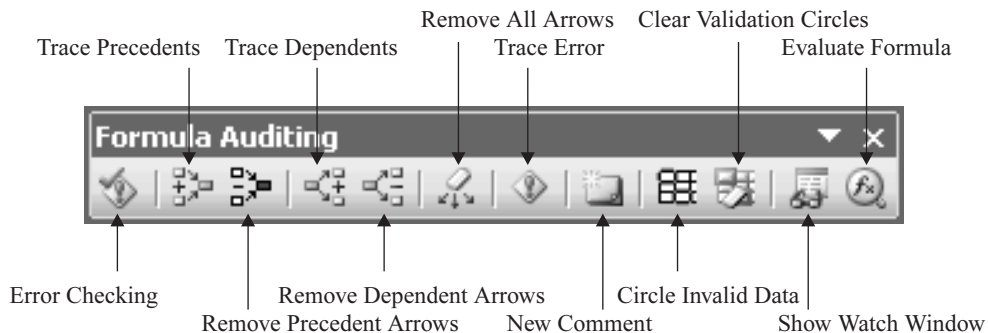 Remove All Arrows Clear Validation Circles
Trace Precedents Trace Dependents Trace Error Evaluate Formula
Formula Auditing
Error Checking Remove Dependent Arrows Circle Invalid Data
Remove Precedent Arrows New Comment Show Watch Window